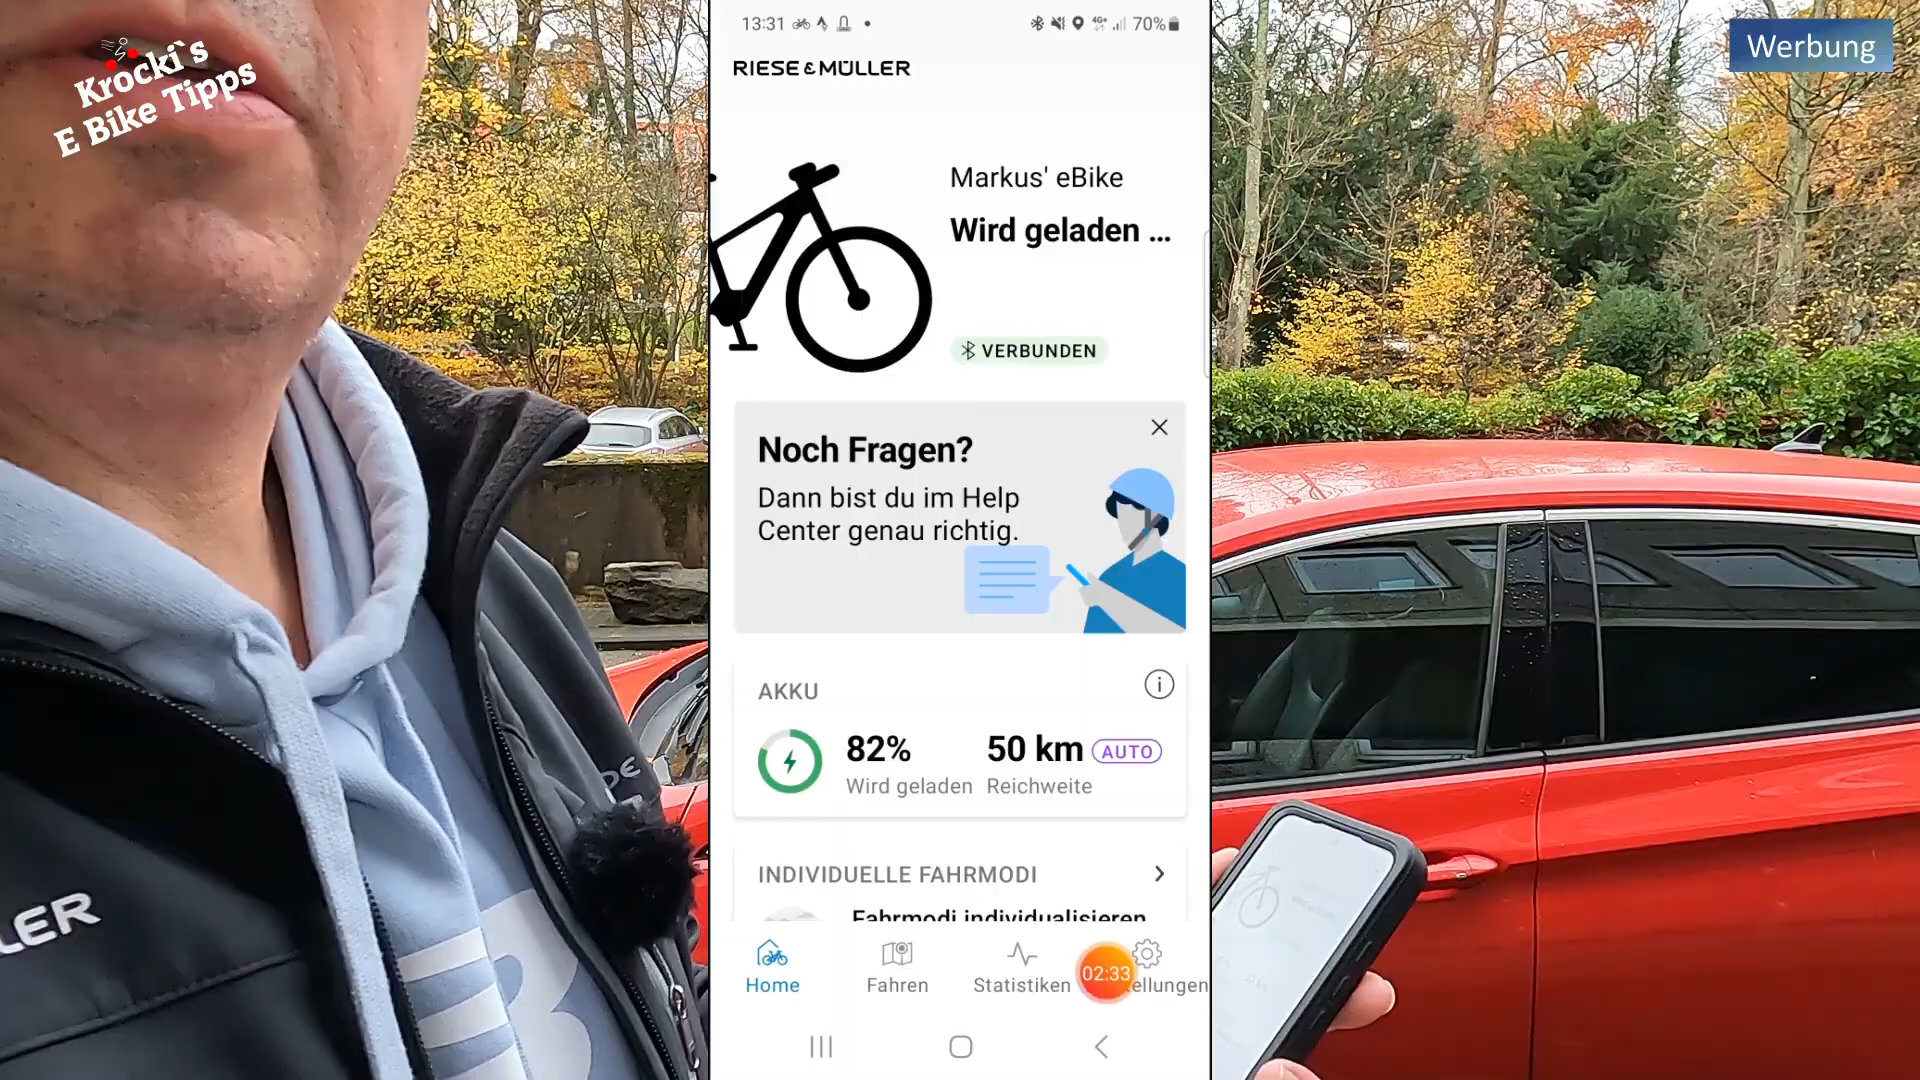 Krocki`s
E Bike Tipps
13:31
4G+
70%
Werbung
RIESE & MÜLLER
Markus' eBike
Wird geladen ...
VERBUNDEN
Noch Fragen?
Dann bist du im Help
Center genau richtig.
AKKU
82%
50 km
AUTO
Wird geladen
Reichweite
INDIVIDUELLE FAHRMODI
Fahrmodi individualisieren
Home
Fahren
Statistiken
02:33
ellungen
LER
DE